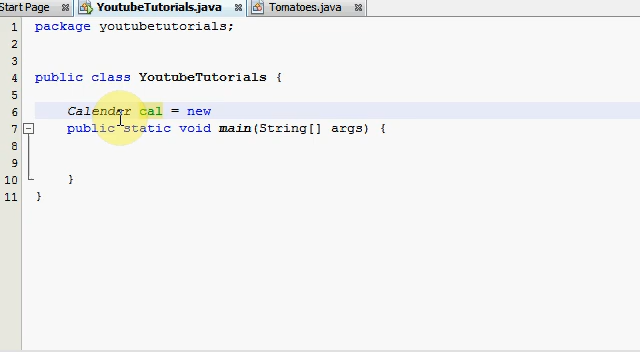 Start Page YoutubeTutorials.java Tomatoes.java
1 package youtubetutorials;
2
3
4 public class YoutubeTutorials {
5
6 Calendar cal = new
7 public static void main(String[] args) {
8
9
10 }
11 }